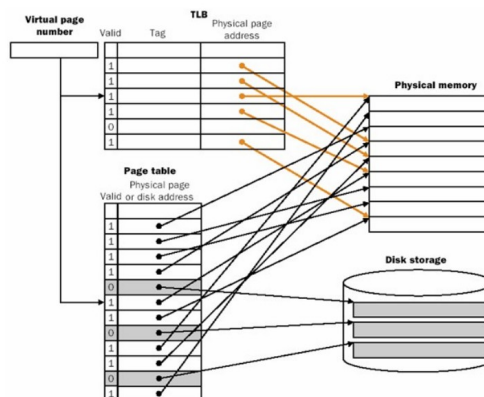 TLB
Virtual page
number
Valid
Tag
Physical page
address
1
1
1
1
0
1
Physical memory
Page table
Physical page
Valid or disk address
1
1
1
1
0
1
1
0
1
1
0
1
Disk storage